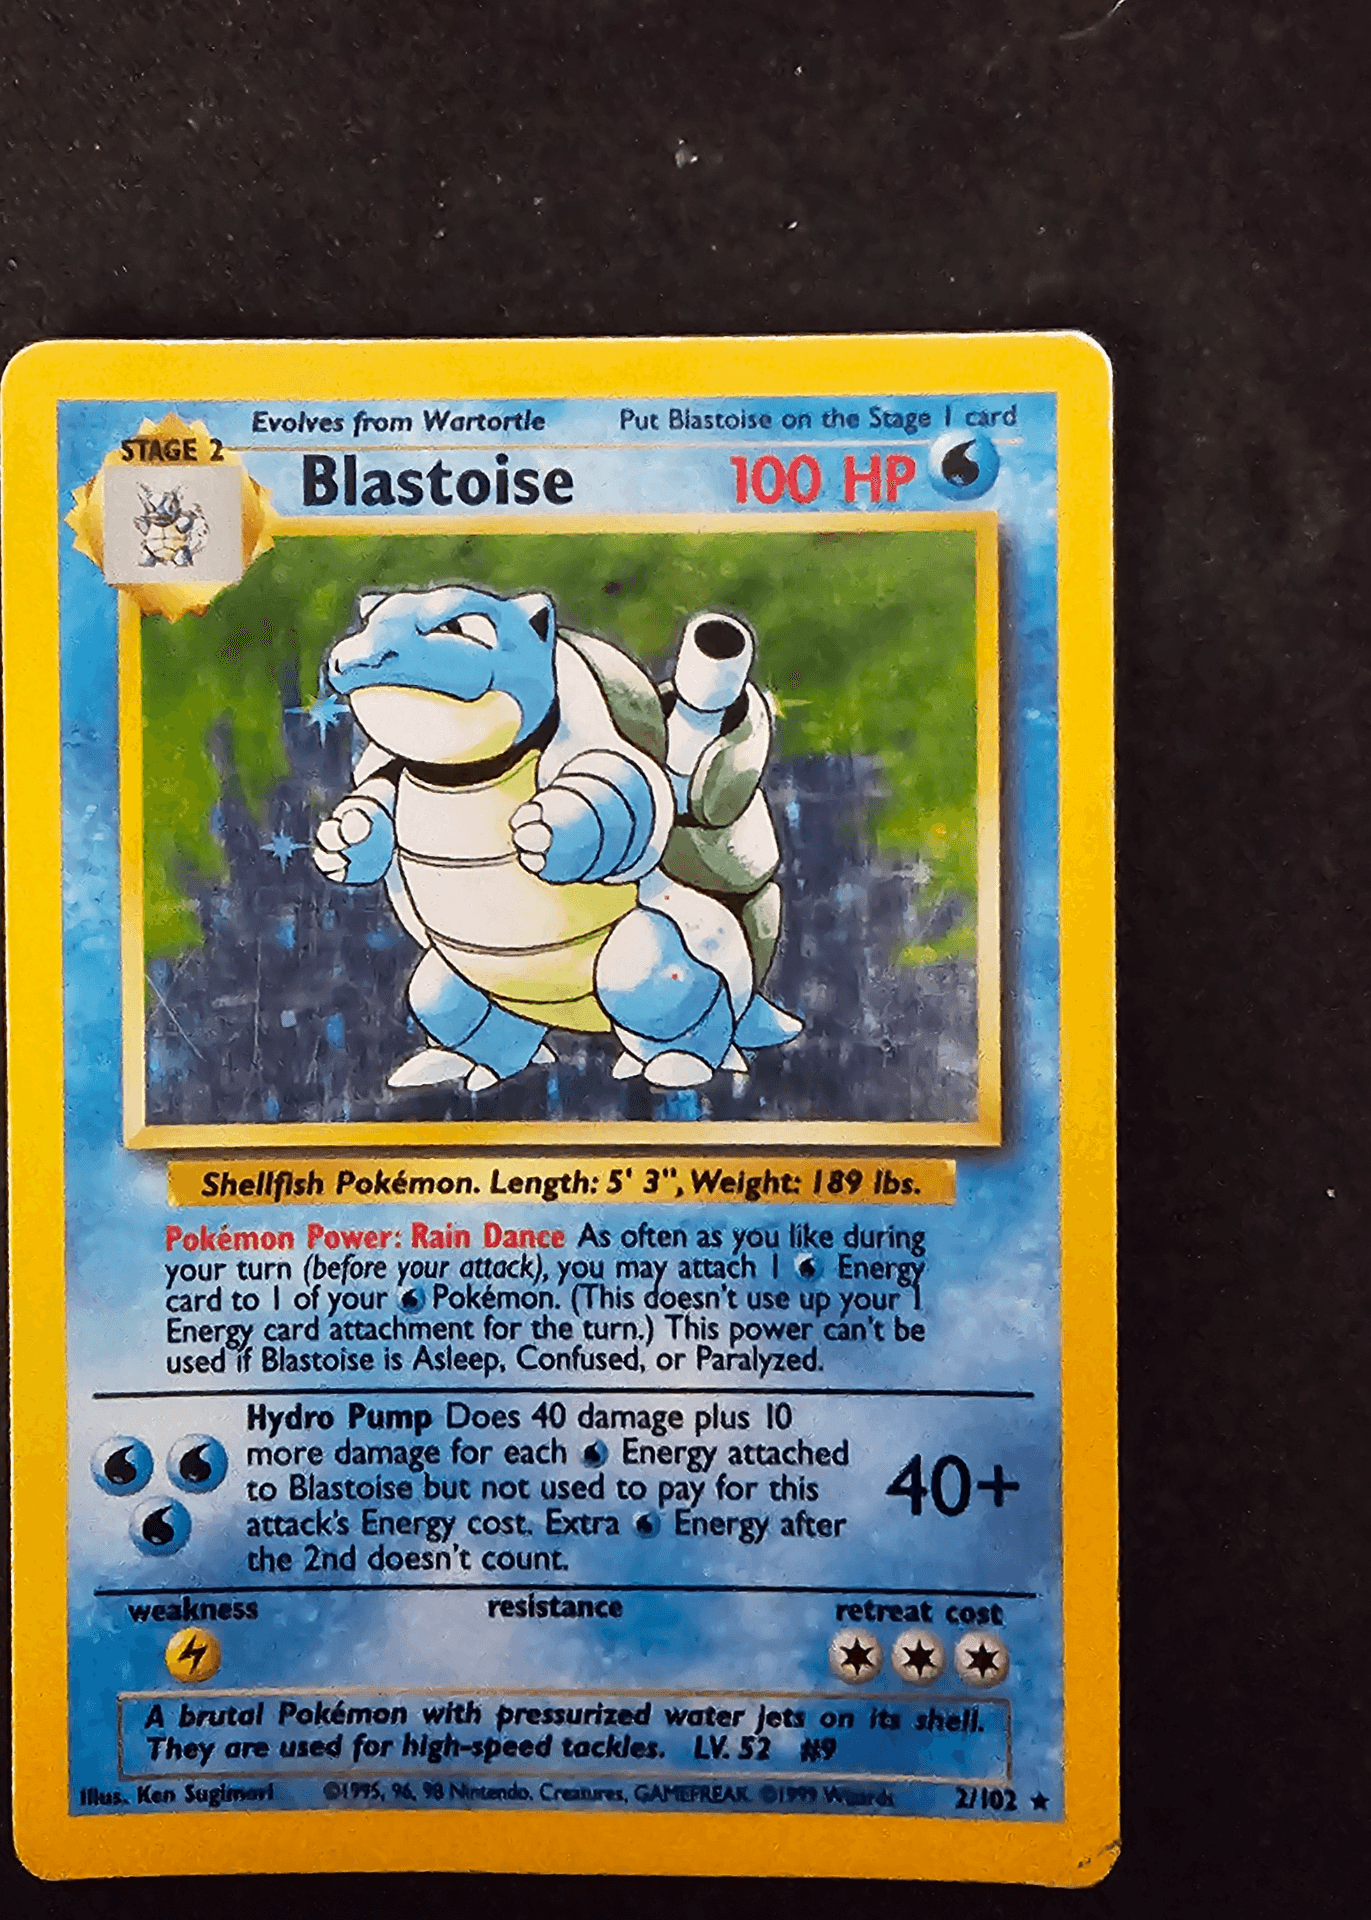 Evolves from Wartortle Put Blastoise on the Stage 1 card
STAGE 2
Blastoise 100 HP
Shellfish Pokémon. Length: 5' 3", Weight: 189 lbs.
Pokémon Power: Rain Dance As often as you like during
your turn (before your attack), you may attach 1 Energy
card to 1 of your Pokémon. (This doesn't use up your 1
Energy card attachment for the turn.) This power can't be
used if Blastoise is Asleep, Confused, or Paralyzed.
Hydro Pump Does 40 damage plus 10
more damage for each Energy attached
to Blastoise but not used to pay for this
attack's Energy cost. Extra Energy after
the 2nd doesn't count.
40+
weakness resistance retreat cost
A brutal Pokémon with pressurized water jets on its shell.
They are used for high-speed tackles. LV. 52 #9
Illus. Ken Sugimori ©1995, 96, 98 Nintendo, Creatures, GAMEFREAK. ©1999 Wizards 2/102 ★